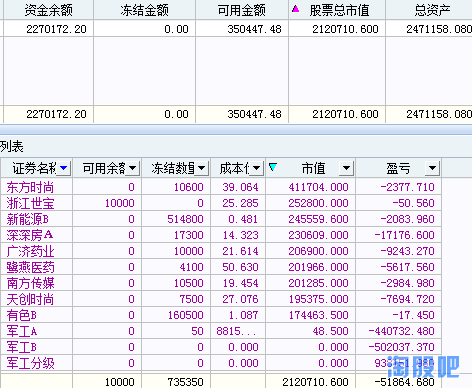 资金余额 冻结金额 可用金额 股票总市值 总资产
2270172.20 0.00 350447.48 2120710.600 2471158.080
2270172.20 0.00 350447.48 2120710.600 2471158.080
列表
证券名称 可用余额 冻结数量 成本价 市值 盈亏
东方时尚 0 10600 39.064 411704.000 -2377.710
浙江世宝 10000 0 25.285 252800.000 -50.560
新能源B 0 514800 0.481 245559.600 -2083.960
深深房A 0 17300 14.323 230609.000 -17176.600
广济药业 0 10000 21.614 206900.000 -9243.270
鹭燕医药 0 4100 50.630 201966.000 -5617.560
南方传媒 0 10500 19.454 201285.000 -2984.980
天创时尚 0 7500 27.076 195375.000 -7694.720
有色B 0 160500 1.087 174463.500 -17.450
军工A 0 50 8815... 48.500 -440732.480
军工B 0 0 0.000 0.000 -502037.370
军工分级 0 0 0.000 0.000
10000 735350 2120710.600 -51864.680
淘股吧